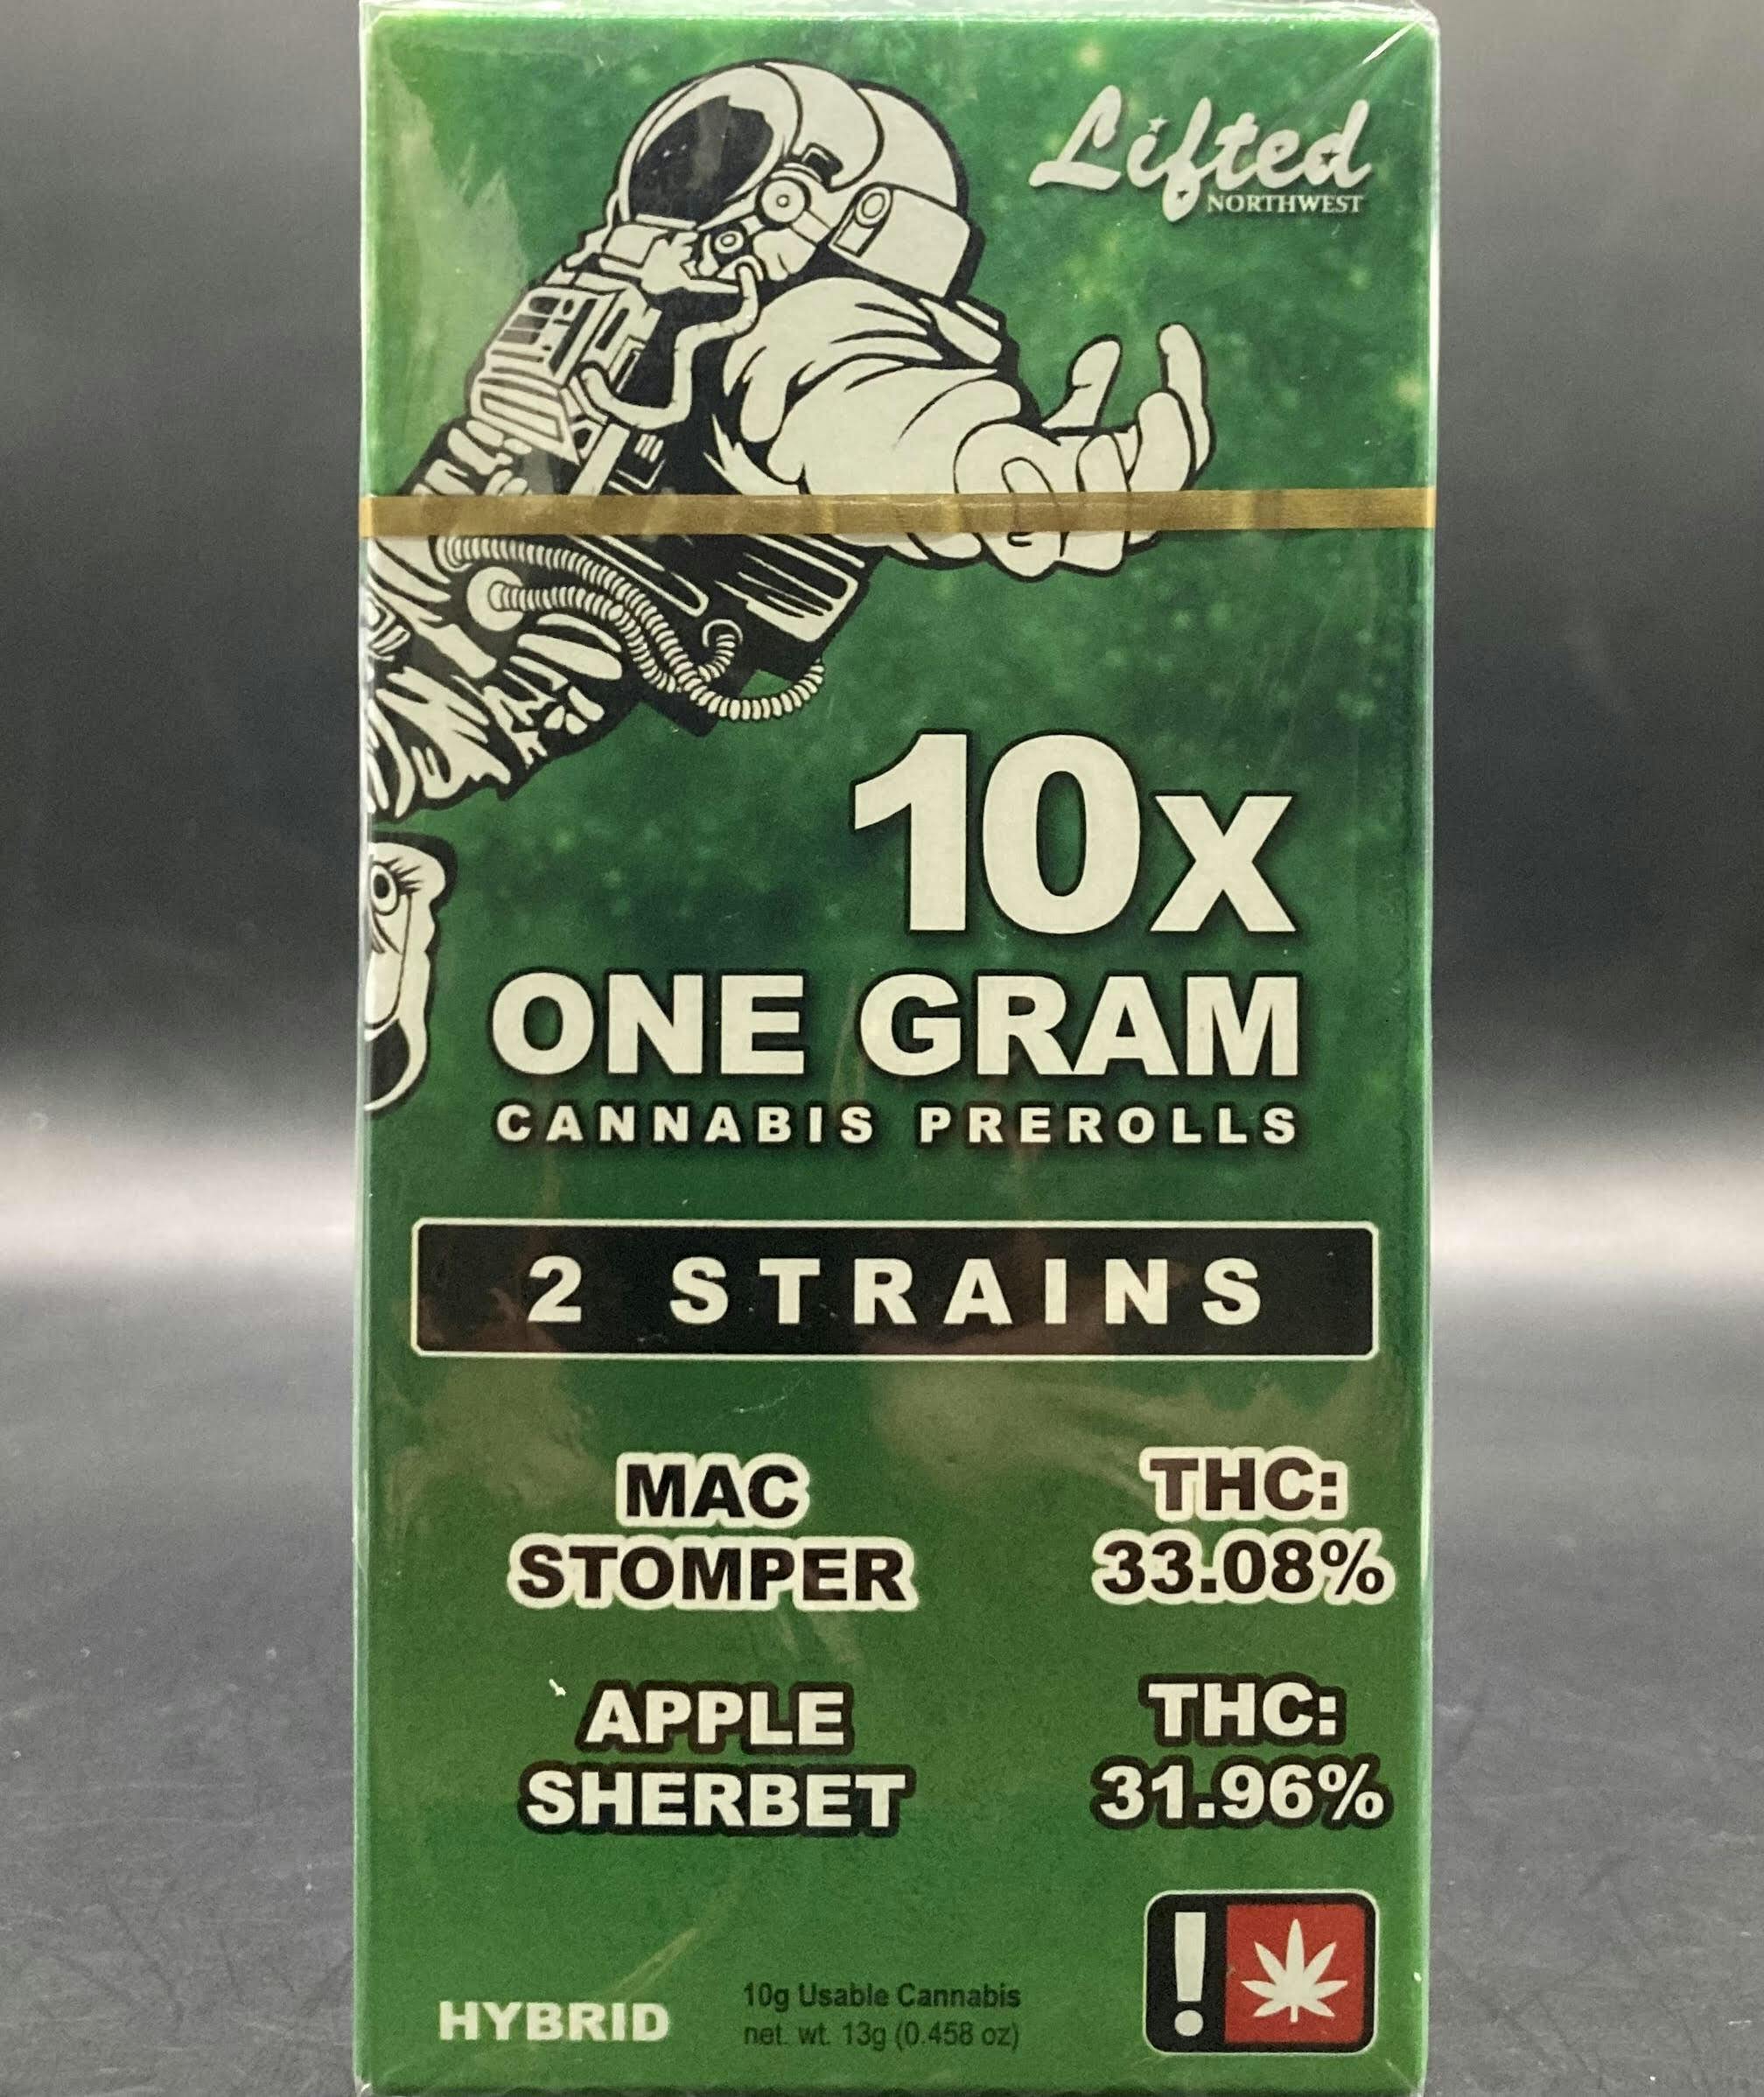 Lifted
NORTHWEST
10x
ONE GRAM
CANNABIS PREROLLS
2 STRAINS
MAC
STOMPER
THC:
33.08%
APPLE
SHERBET
THC:
31.96%
HYBRID
10g Usable Cannabis
net. wt. 13g (0.458 oz)
!